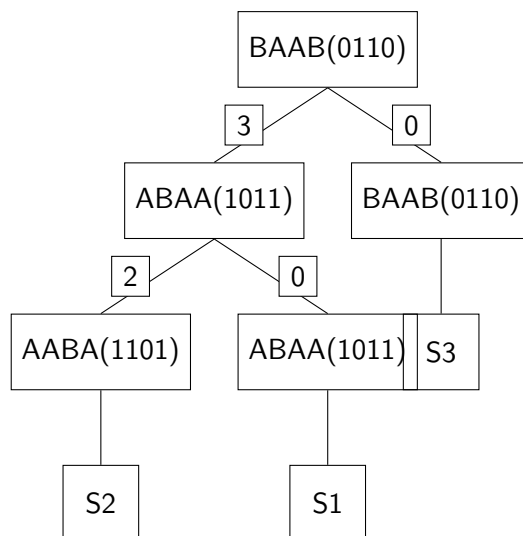 BAAB(0110)
3
0
ABAA(1011)
BAAB(0110)
2
0
AABA(1101)
ABAA(1011)
S3
S2
S1